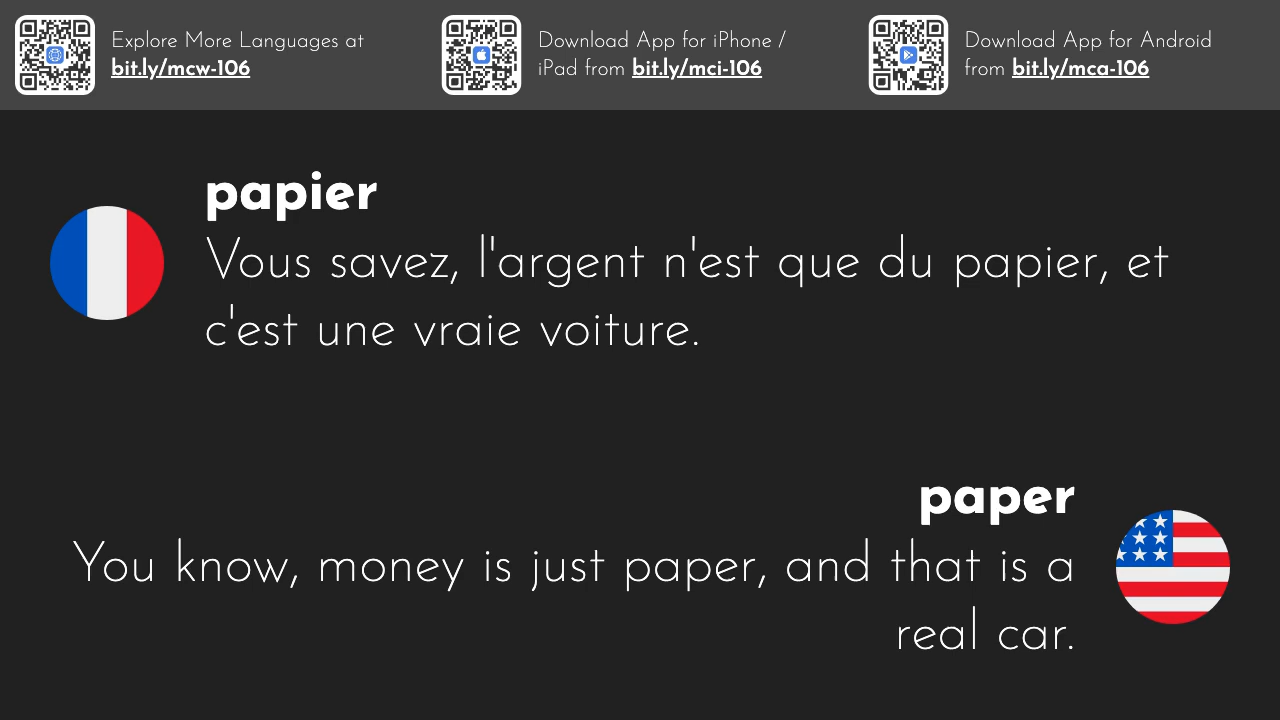 Explore More Languages at
bit.ly/mcw-106
Download App for iPhone /
iPad from bit.ly/mci-106
Download App for Android
from bit.ly/mca-106
papier
Vous savez, l'argent n'est que du papier, et
c'est une vraie voiture.
paper
You know, money is just paper, and that is a
real car.